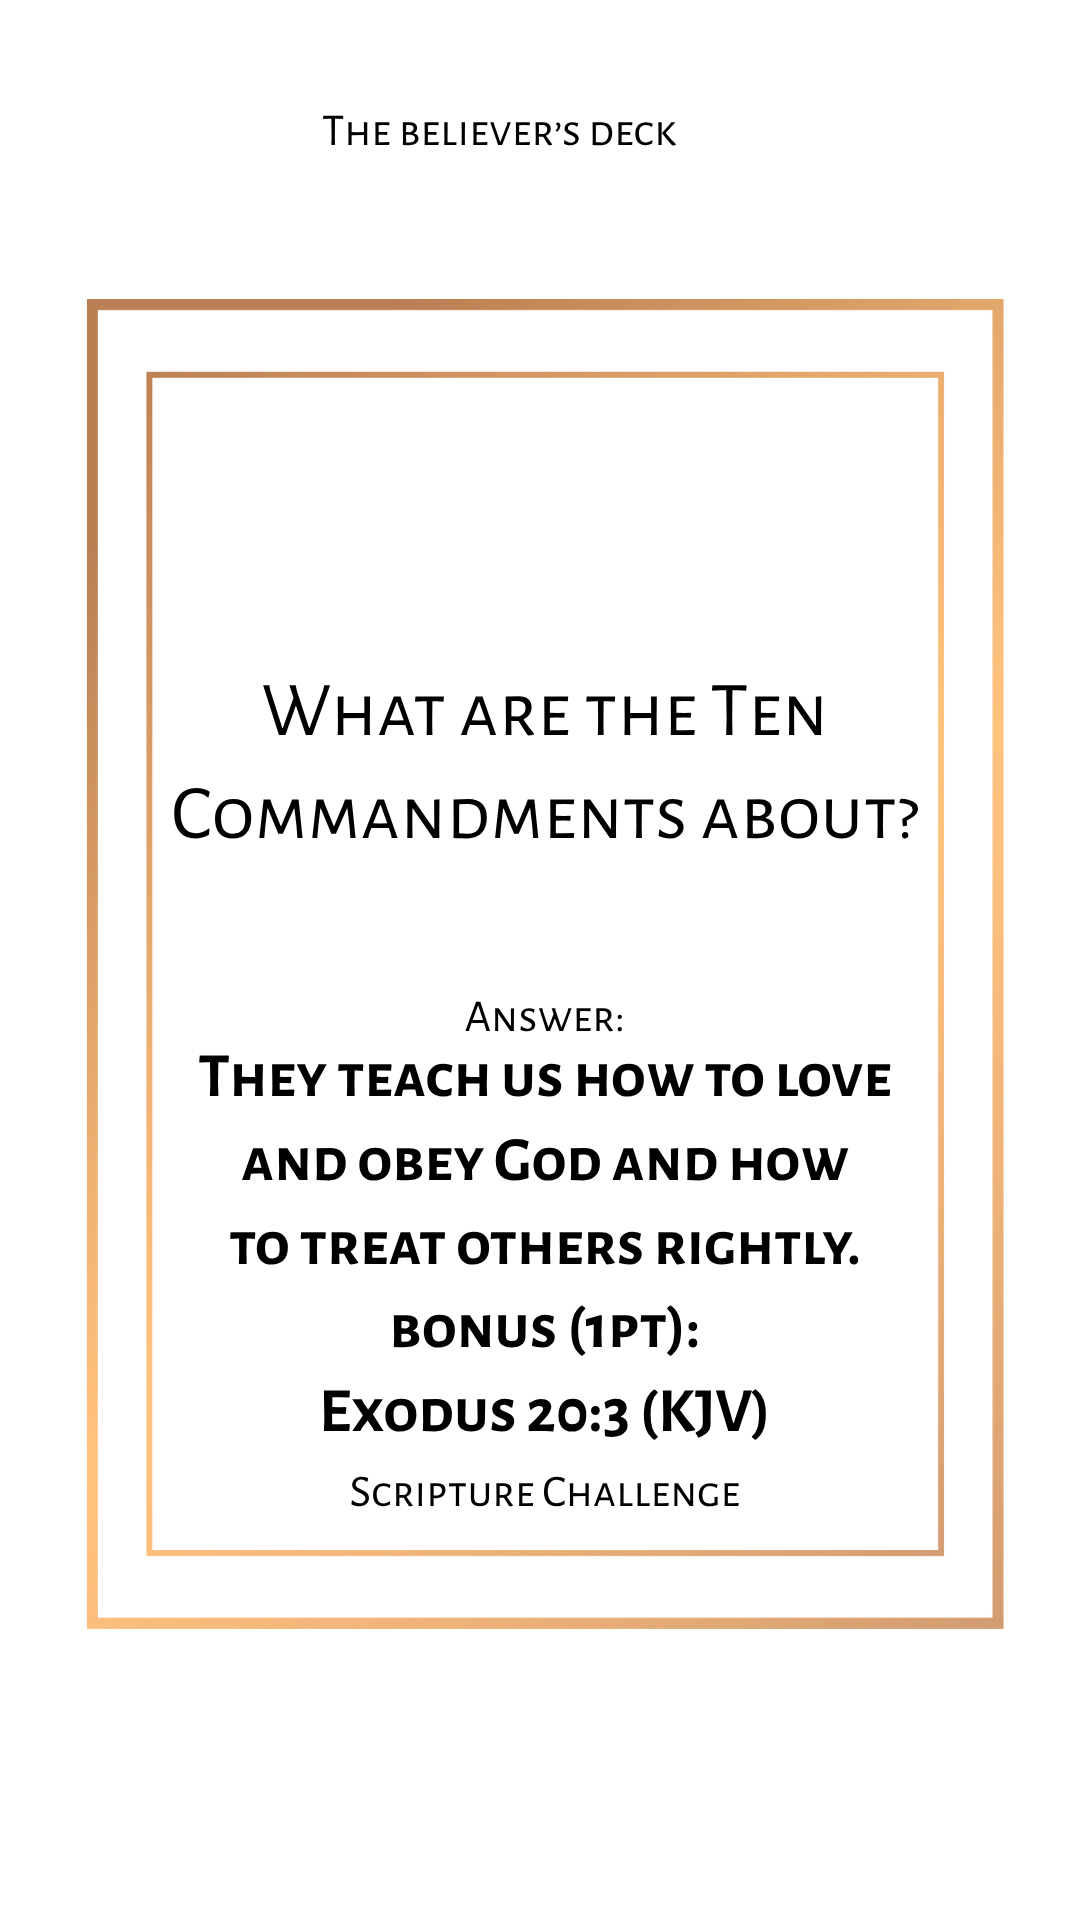 The believer's deck
What are the Ten
Commandments about?
Answer:
They teach us how to love
and obey God and how
to treat others rightly.
bonus (1pt):
Exodus 20:3 (KJV)
Scripture Challenge